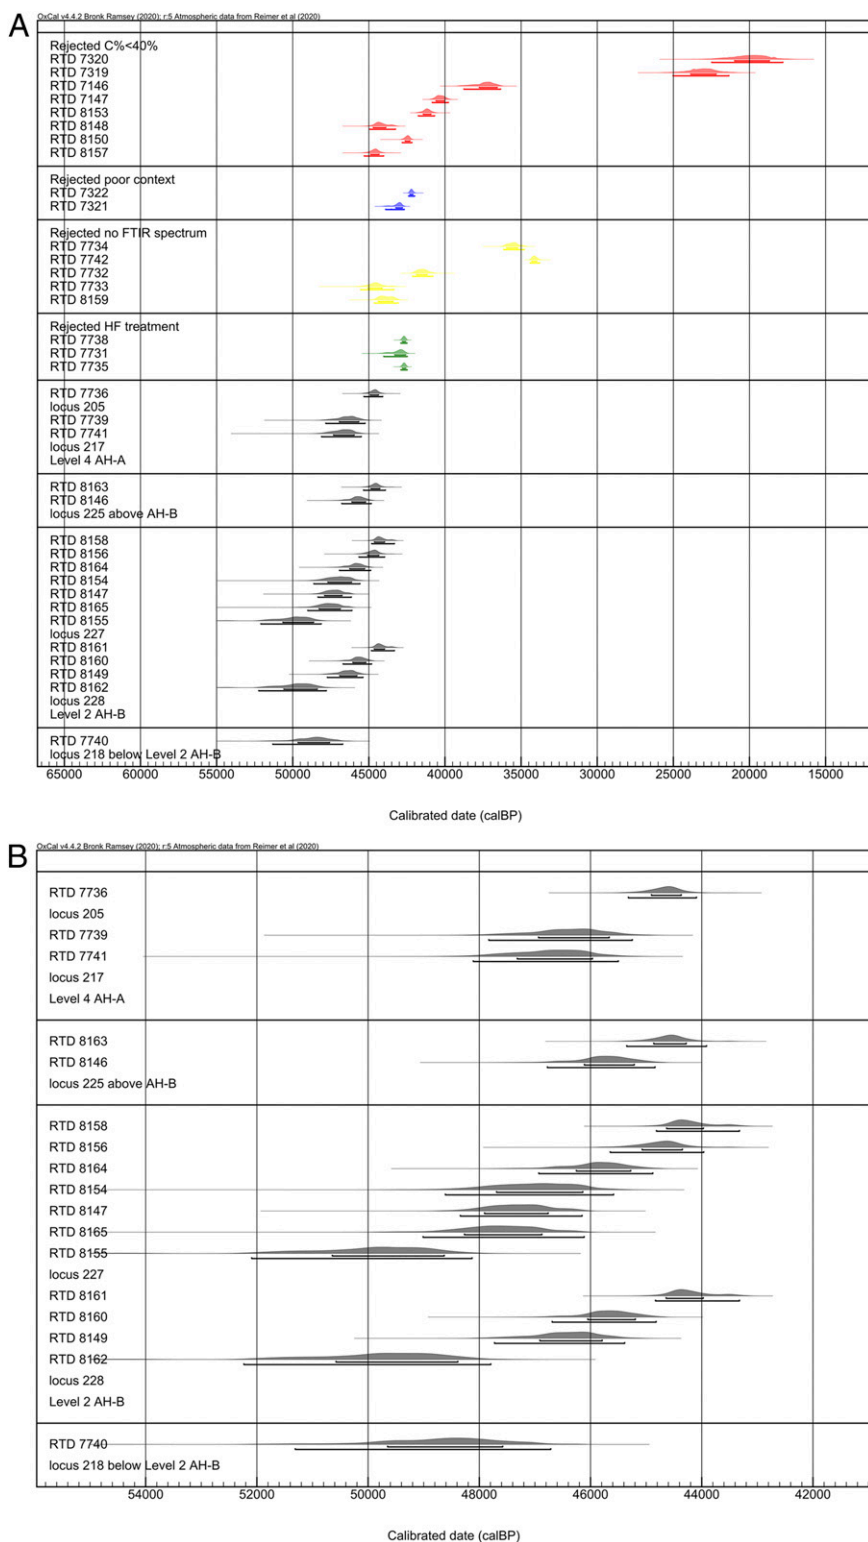 A
OxCal v4.4.2 Bronk Ramsey (2020); r:5 Atmospheric data from Reimer et al (2020)
Rejected C%<40%
RTD 7320
RTD 7319
RTD 7146
RTD 7147
RTD 8153
RTD 8148
RTD 8150
RTD 8157
Rejected poor context
RTD 7322
RTD 7321
Rejected no FTIR spectrum
RTD 7734
RTD 7742
RTD 7732
RTD 7733
RTD 8159
Rejected HF treatment
RTD 7738
RTD 7731
RTD 7735
RTD 7736
locus 205
RTD 7739
RTD 7741
locus 217
Level 4 AH-A
RTD 8163
RTD 8146
locus 225 above AH-B
RTD 8158
RTD 8156
RTD 8164
RTD 8154
RTD 8147
RTD 8165
RTD 8155
locus 227
RTD 8161
RTD 8160
RTD 8149
RTD 8162
locus 228
Level 2 AH-B
RTD 7740
locus 218 below Level 2 AH-B
65000 60000 55000 50000 45000 40000 35000 30000 25000 20000 15000
Calibrated date (calBP)
B
OxCal v4.4.2 Bronk Ramsey (2020); r:5 Atmospheric data from Reimer et al (2020)
RTD 7736
locus 205
RTD 7739
RTD 7741
locus 217
Level 4 AH-A
RTD 8163
RTD 8146
locus 225 above AH-B
RTD 8158
RTD 8156
RTD 8164
RTD 8154
RTD 8147
RTD 8165
RTD 8155
locus 227
RTD 8161
RTD 8160
RTD 8149
RTD 8162
locus 228
Level 2 AH-B
RTD 7740
locus 218 below Level 2 AH-B
54000 52000 50000 48000 46000 44000 42000
Calibrated date (calBP)